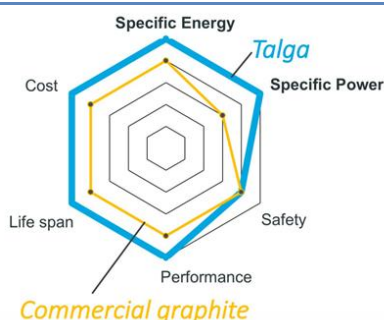 Specific Energy
Talga
Cost
Specific Power
Life span
Safety
Performance
Commercial graphite